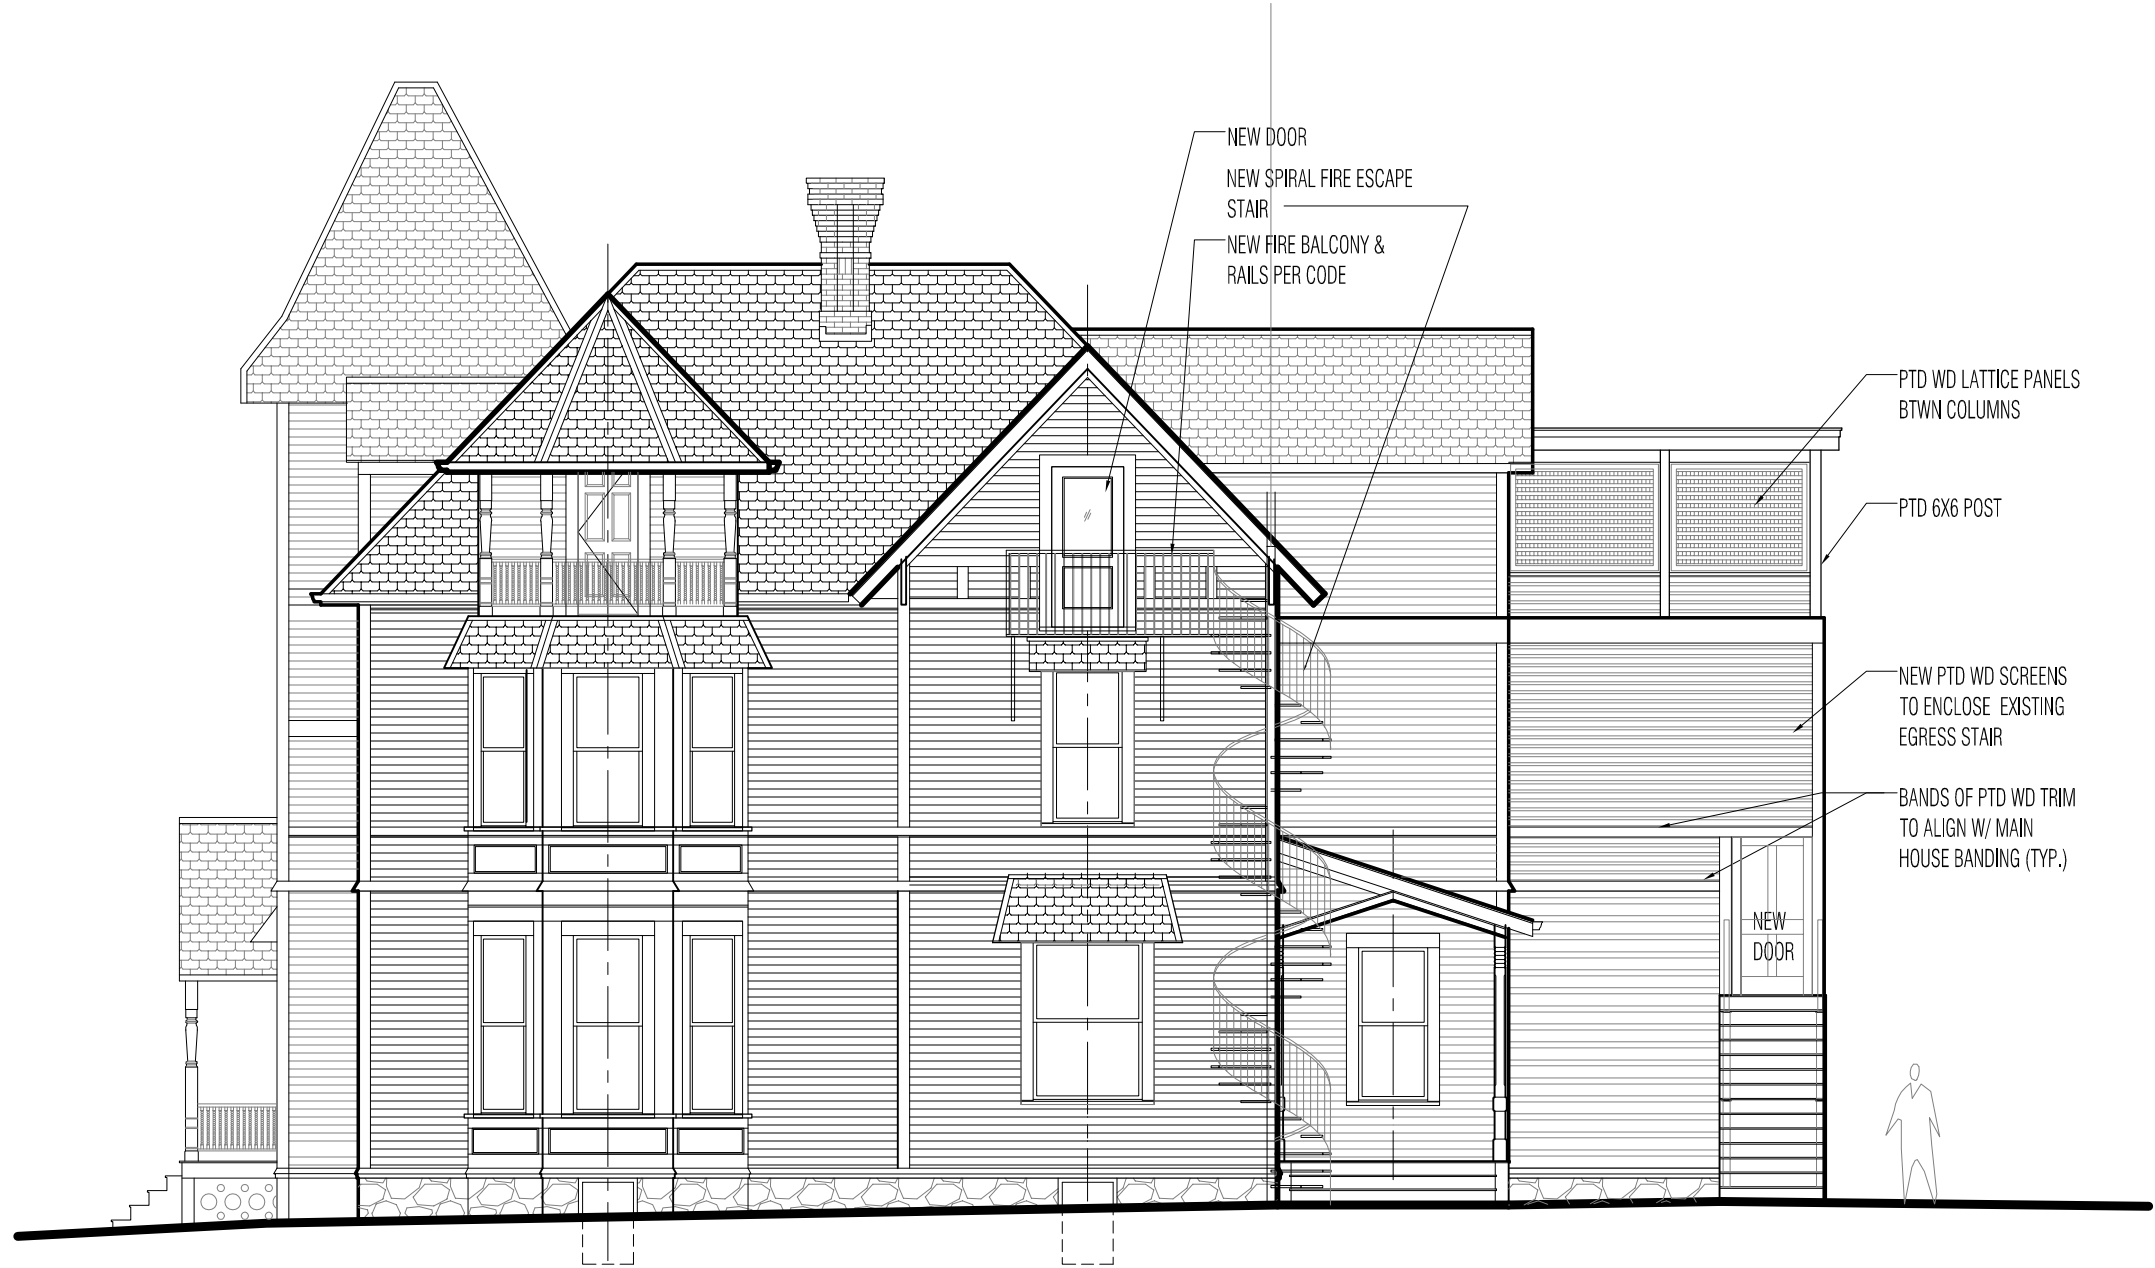 NEW DOOR
NEW SPIRAL FIRE ESCAPE
STAIR
NEW FIRE BALCONY &
RAILS PER CODE
PTD WD LATTICE PANELS
BTWN COLUMNS
PTD 6X6 POST
NEW PTD WD SCREENS
TO ENCLOSE EXISTING
EGRESS STAIR
BANDS OF PTD WD TRIM
TO ALIGN W/ MAIN
HOUSE BANDING (TYP.)
NEW
DOOR